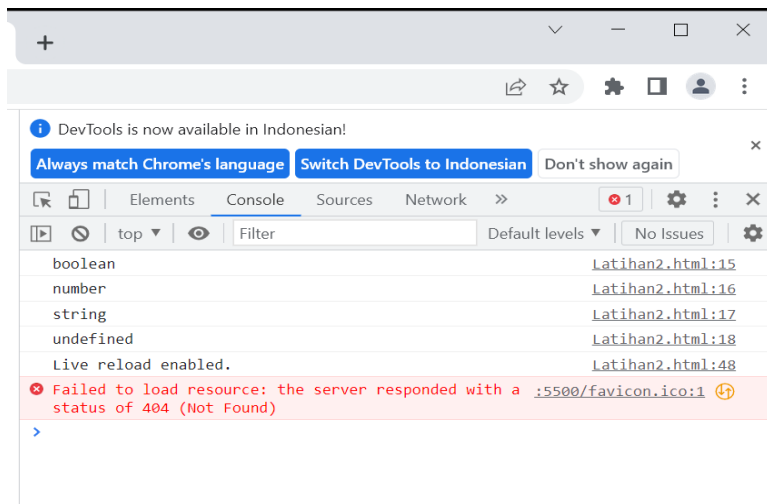 DevTools is now available in Indonesian!
Always match Chrome's language Switch DevTools to Indonesian Don't show again
Elements Console Sources Network 1
top Filter Default levels No Issues
boolean Latihan2.html:15
number Latihan2.html:16
string Latihan2.html:17
undefined Latihan2.html:18
Live reload enabled. Latihan2.html:48
Failed to load resource: the server responded with a :5500/favicon.ico:1
status of 404 (Not Found)